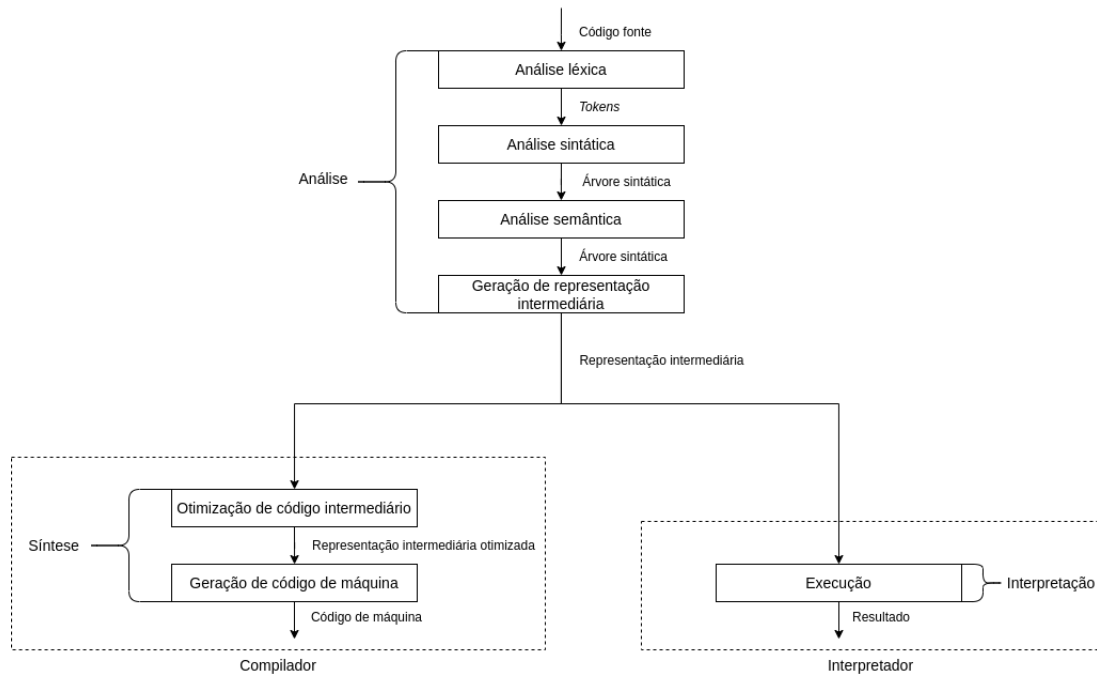 Código fonte
Análise léxica
Tokens
Análise sintática
Análise
Árvore sintática
Análise semântica
Árvore sintática
Geração de representação
intermediária
Representação intermediária
Otimização de código intermediário
Síntese
Representação intermediária otimizada
Geração de código de máquina
Código de máquina
Compilador
Execução
Interpretação
Resultado
Interpretador